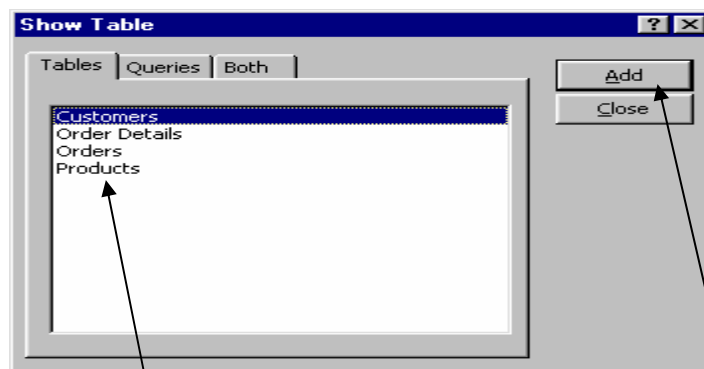 Show Table
Tables Queries Both
Add
Close
Customers
Order Details
Orders
Products